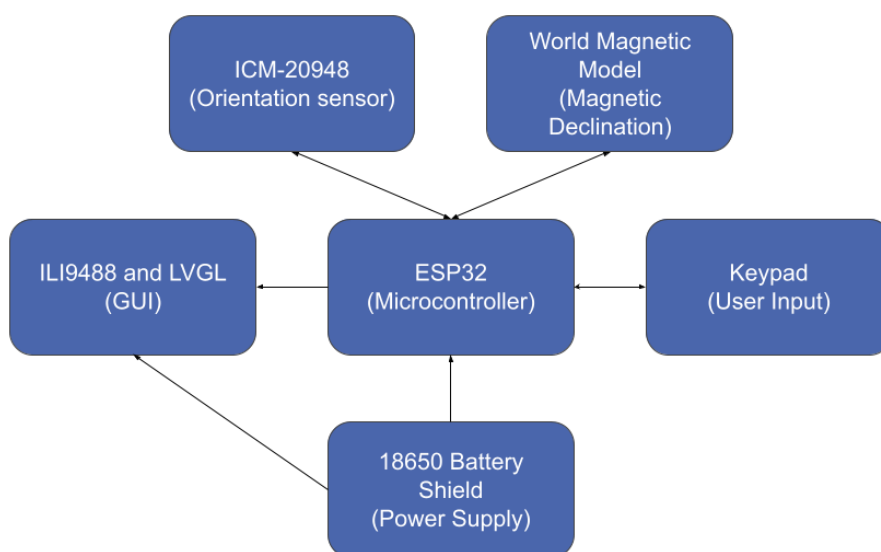 ICM-20948
(Orientation sensor)
World Magnetic
Model
(Magnetic
Declination)
ILI9488 and LVGL
(GUI)
ESP32
(Microcontroller)
Keypad
(User Input)
18650 Battery
Shield
(Power Supply)